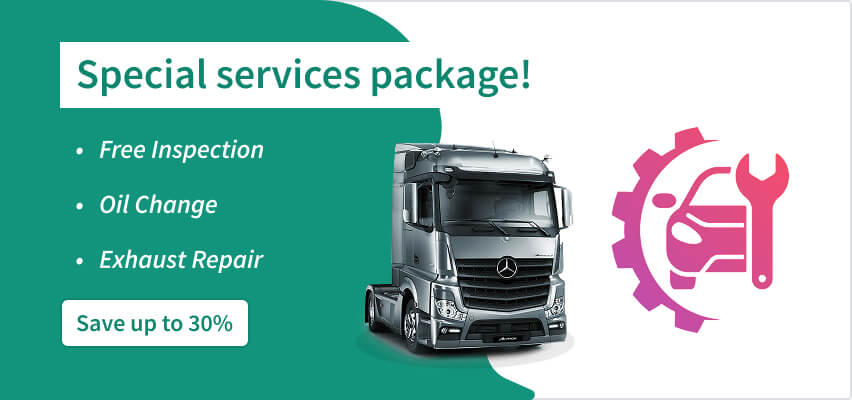 Special services package!
• Free Inspection
• Oil Change
• Exhaust Repair
Save up to 30%